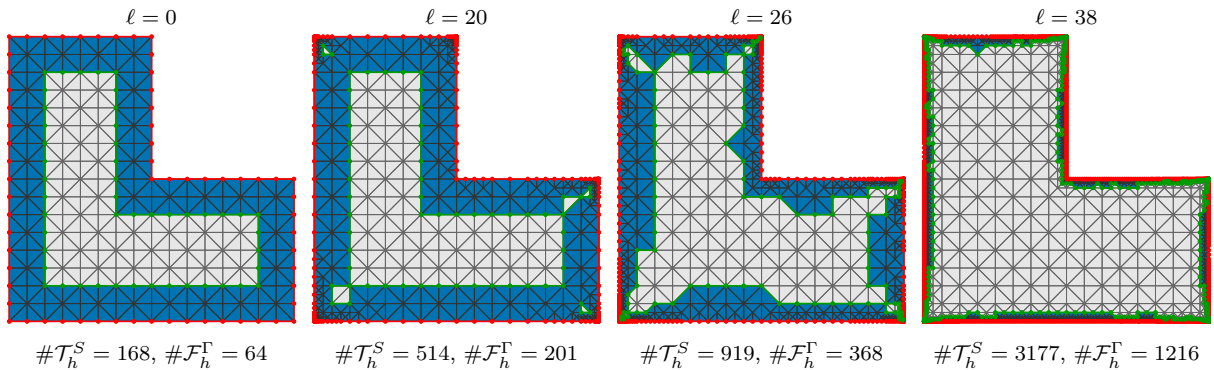 ℓ = 0
ℓ = 20
ℓ = 26
ℓ = 38
#𝒯_h^S = 168, #ℱ_h^Γ = 64
#𝒯_h^S = 514, #ℱ_h^Γ = 201
#𝒯_h^S = 919, #ℱ_h^Γ = 368
#𝒯_h^S = 3177, #ℱ_h^Γ = 1216